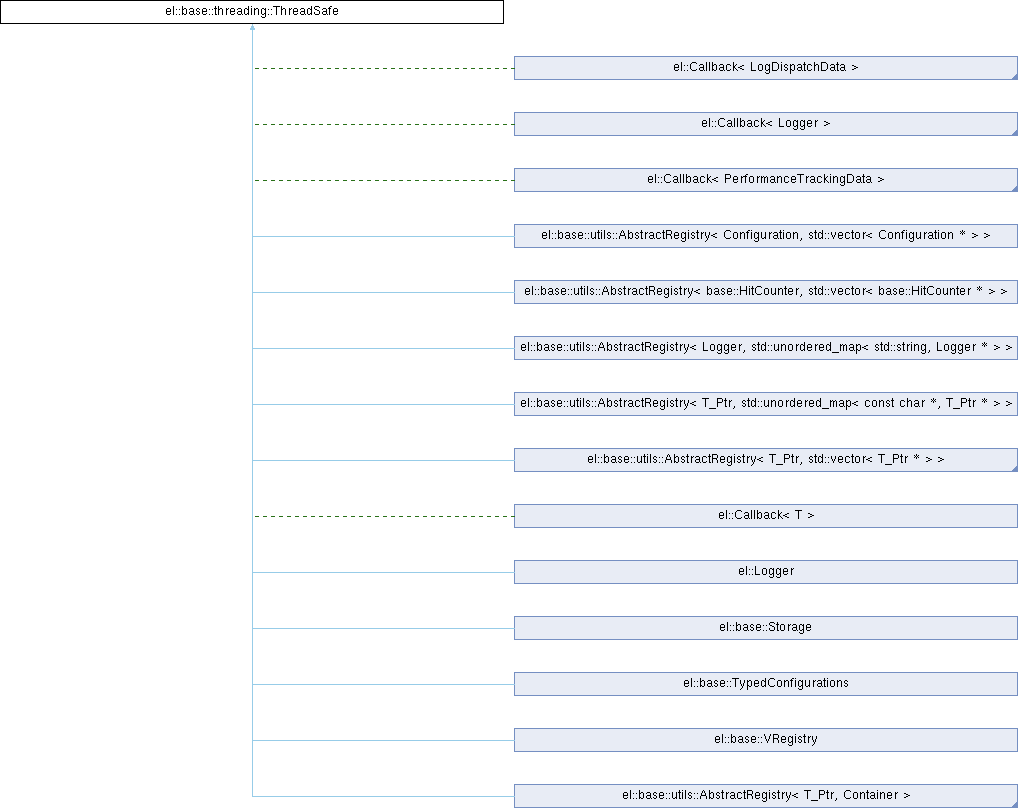 el::base::threading::ThreadSafe
el::Callback< LogDispatchData >
el::Callback< Logger >
el::Callback< PerformanceTrackingData >
el::base::utils::AbstractRegistry< Configuration, std::vector< Configuration * > >
el::base::utils::AbstractRegistry< base::HitCounter, std::vector< base::HitCounter * > >
el::base::utils::AbstractRegistry< Logger, std::unordered_map< std::string, Logger * > >
el::base::utils::AbstractRegistry< T_Ptr, std::unordered_map< const char *, T_Ptr * > >
el::base::utils::AbstractRegistry< T_Ptr, std::vector< T_Ptr * > >
el::Callback< T >
el::Logger
el::base::Storage
el::base::TypedConfigurations
el::base::VRegistry
el::base::utils::AbstractRegistry< T_Ptr, Container >